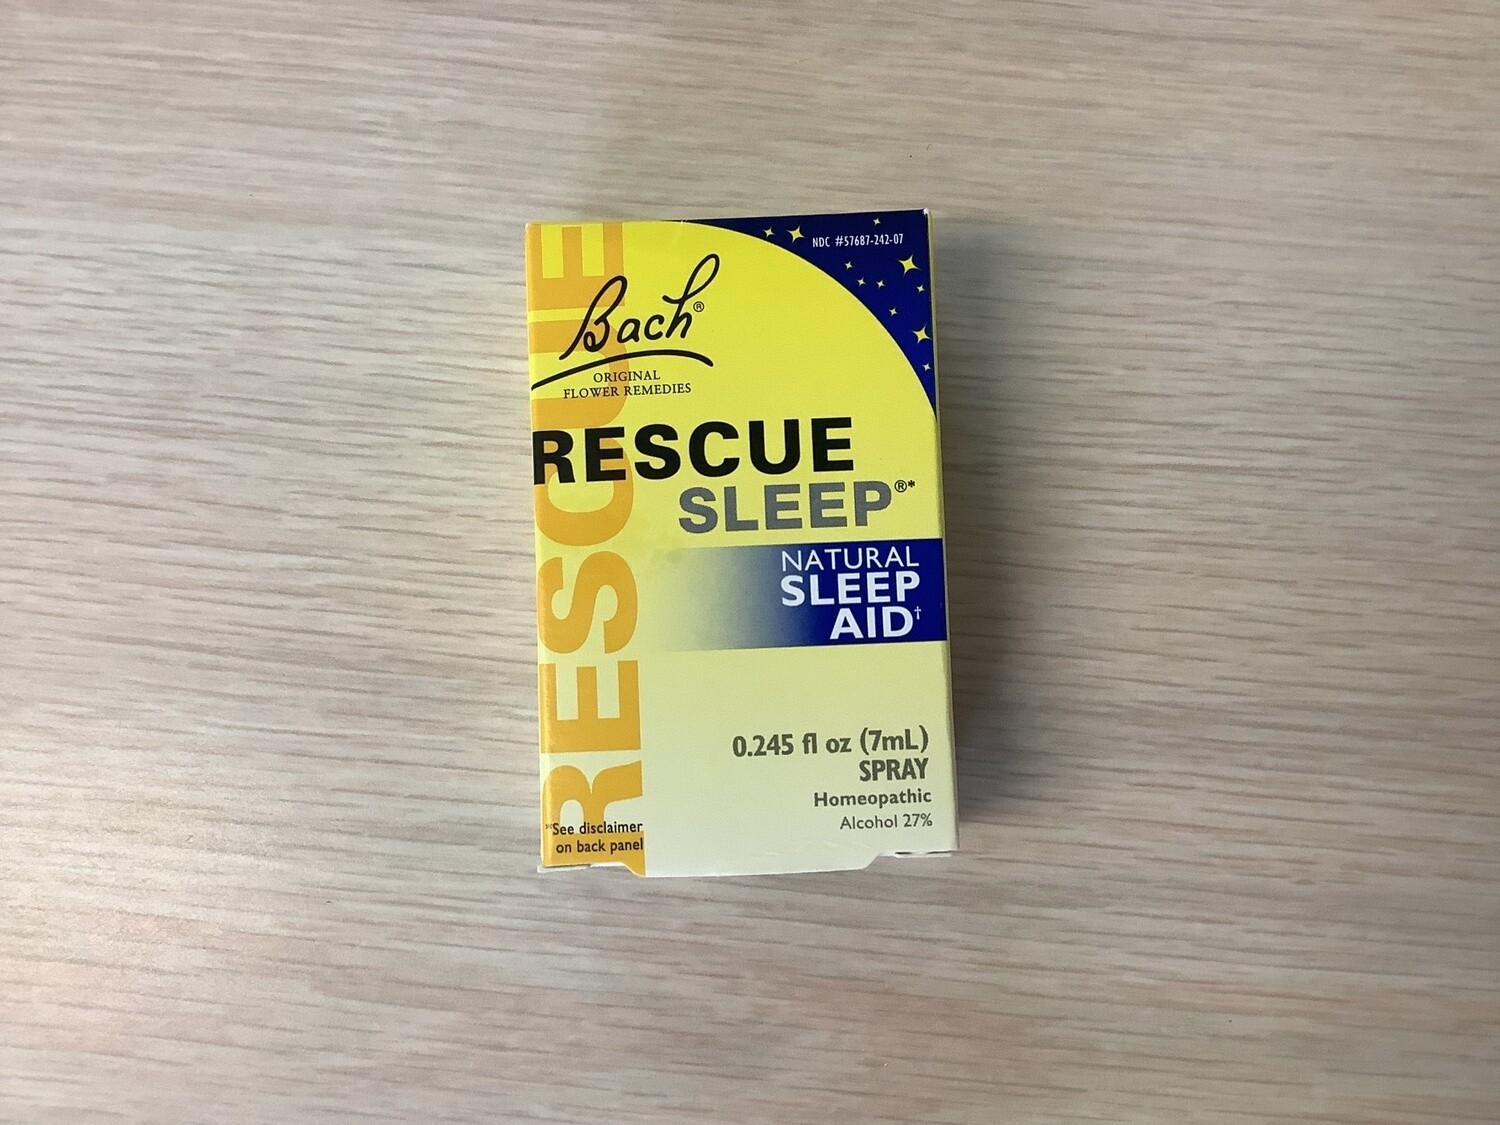 NDC #57687-242-07
Bach®
ORIGINAL
FLOWER REMEDIES
RESCUE
SLEEP®*
NATURAL
SLEEP
AID†
0.245 fl oz (7mL)
SPRAY
Homeopathic
Alcohol 27%
RESCUE
*See disclaimer
on back panel